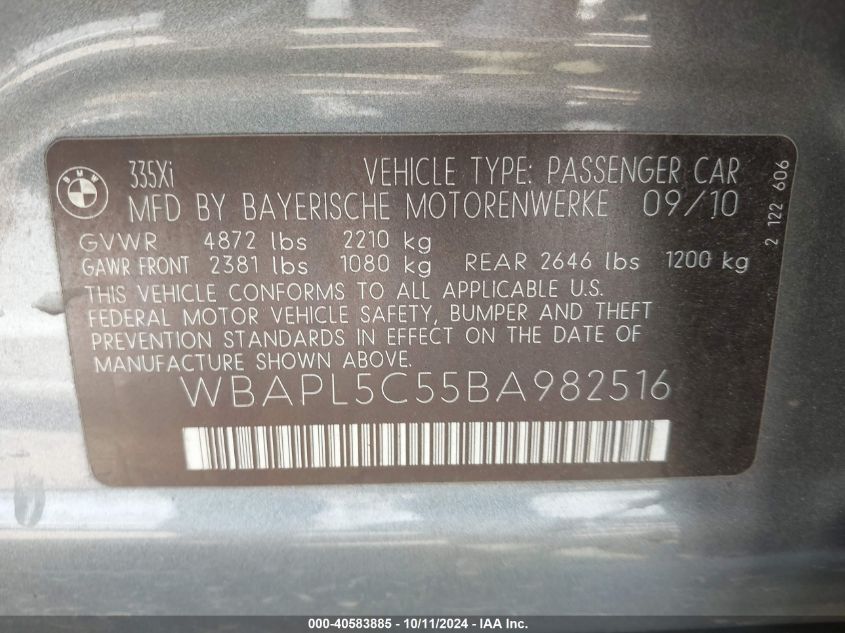 BMW
335Xi VEHICLE TYPE: PASSENGER CAR
MFD BY BAYERISCHE MOTORENWERKE 09/10
GVWR 4872 lbs 2210 kg
GAWR FRONT 2381 lbs 1080 kg REAR 2646 lbs 1200 kg
THIS VEHICLE CONFORMS TO ALL APPLICABLE U.S.
FEDERAL MOTOR VEHICLE SAFETY, BUMPER AND THEFT
PREVENTION STANDARDS IN EFFECT ON THE DATE OF
MANUFACTURE SHOWN ABOVE.
WBAPL5C55BA982516
2 122 606
000-40583885 - 10/11/2024 - IAAI.com